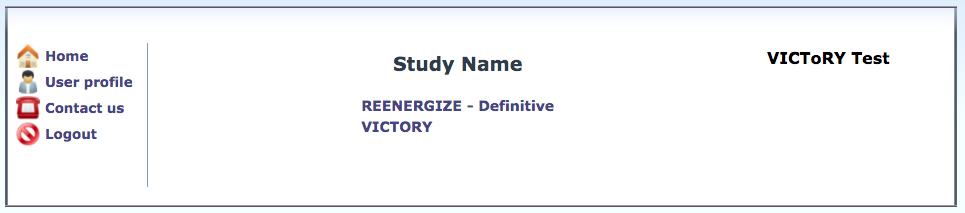 Home
User profile
Contact us
Logout
Study Name
REENERGIZE - Definitive
VICTORY
VICToRY Test